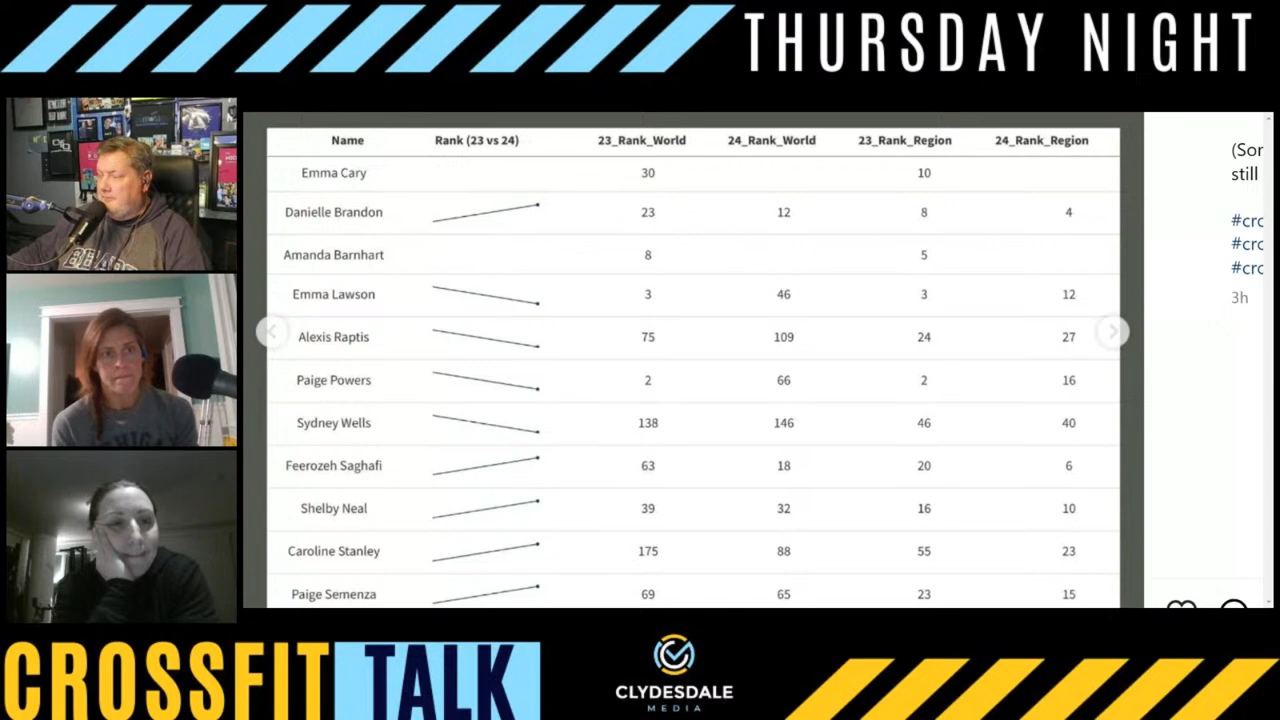 THURSDAY NIGHT
Name Rank (23 vs 24) 23_Rank_World 24_Rank_World 23_Rank_Region 24_Rank_Region
Emma Cary 30 10
Danielle Brandon 23 12 8 4
Amanda Barnhart 8 5
Emma Lawson 3 46 3 12
Alexis Raptis 75 109 24 27
Paige Powers 2 66 2 16
Sydney Wells 138 146 46 40
Feerozeh Saghafi 63 18 20 6
Shelby Neal 39 32 16 10
Caroline Stanley 175 88 55 23
Paige Semenza 69 65 23 15
(Sor
still
#crc
#crc
#crc
3h
CROSSFIT TALK
CLYDESDALE
MEDIA